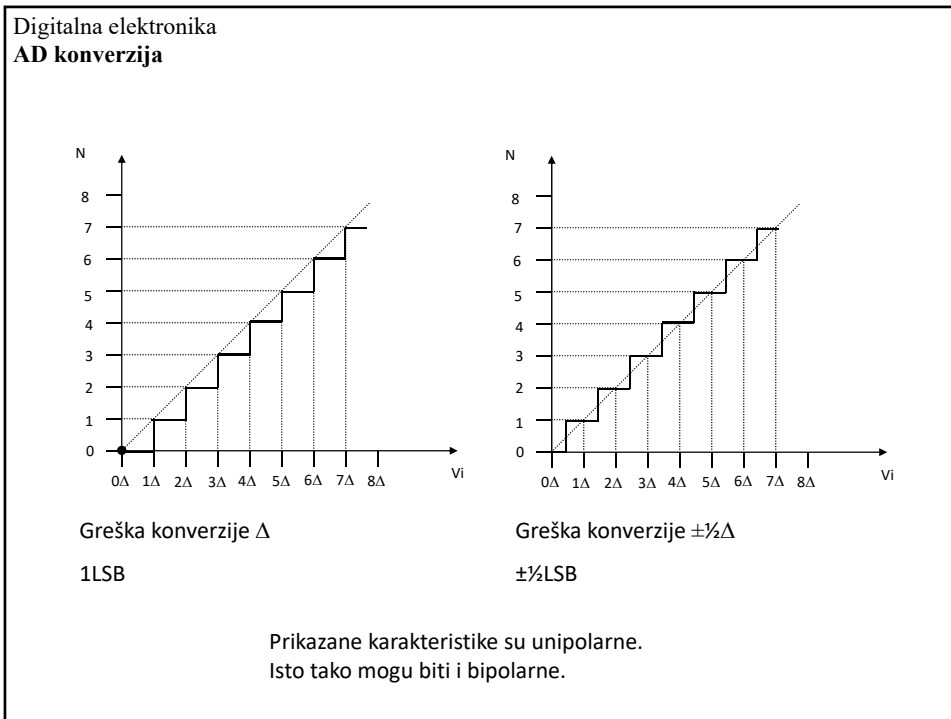 Digitalna elektronika
AD konverzija
N
8
7
6
5
4
3
2
1
0
0Δ 1Δ 2Δ 3Δ 4Δ 5Δ 6Δ 7Δ 8Δ
Vi
Greška konverzije Δ
1LSB
N
8
7
6
5
4
3
2
1
0
0Δ 1Δ 2Δ 3Δ 4Δ 5Δ 6Δ 7Δ 8Δ
Vi
Greška konverzije ±½Δ
±½LSB
Prikazane karakteristike su unipolarne.
Isto tako mogu biti i bipolarne.